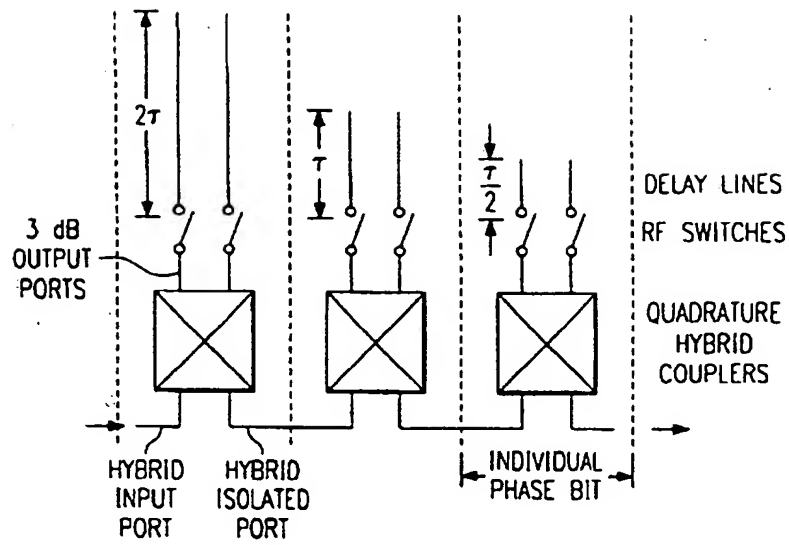 2τ
τ
τ
2
DELAY LINES
RF SWITCHES
3 dB
OUTPUT
PORTS
QUADRATURE
HYBRID
COUPLERS
HYBRID
INPUT
PORT
HYBRID
ISOLATED
PORT
INDIVIDUAL
PHASE BIT